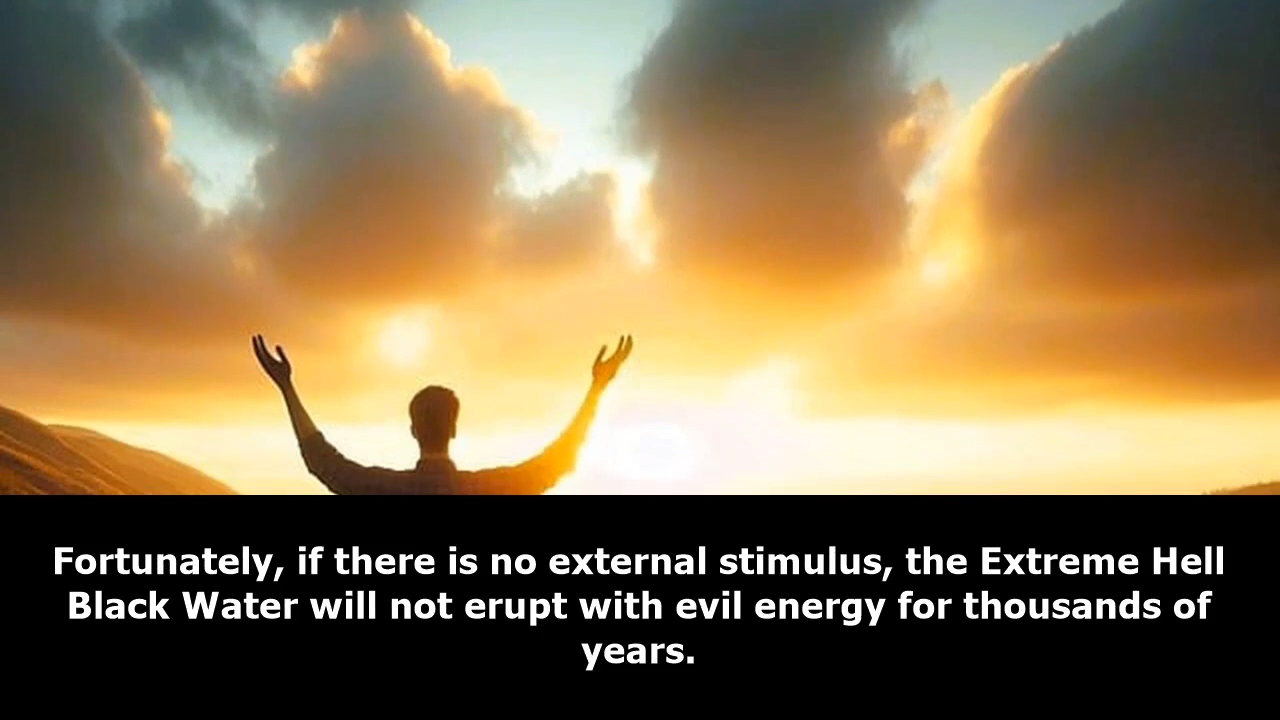 Fortunately, if there is no external stimulus, the Extreme Hell
Black Water will not erupt with evil energy for thousands of
years.